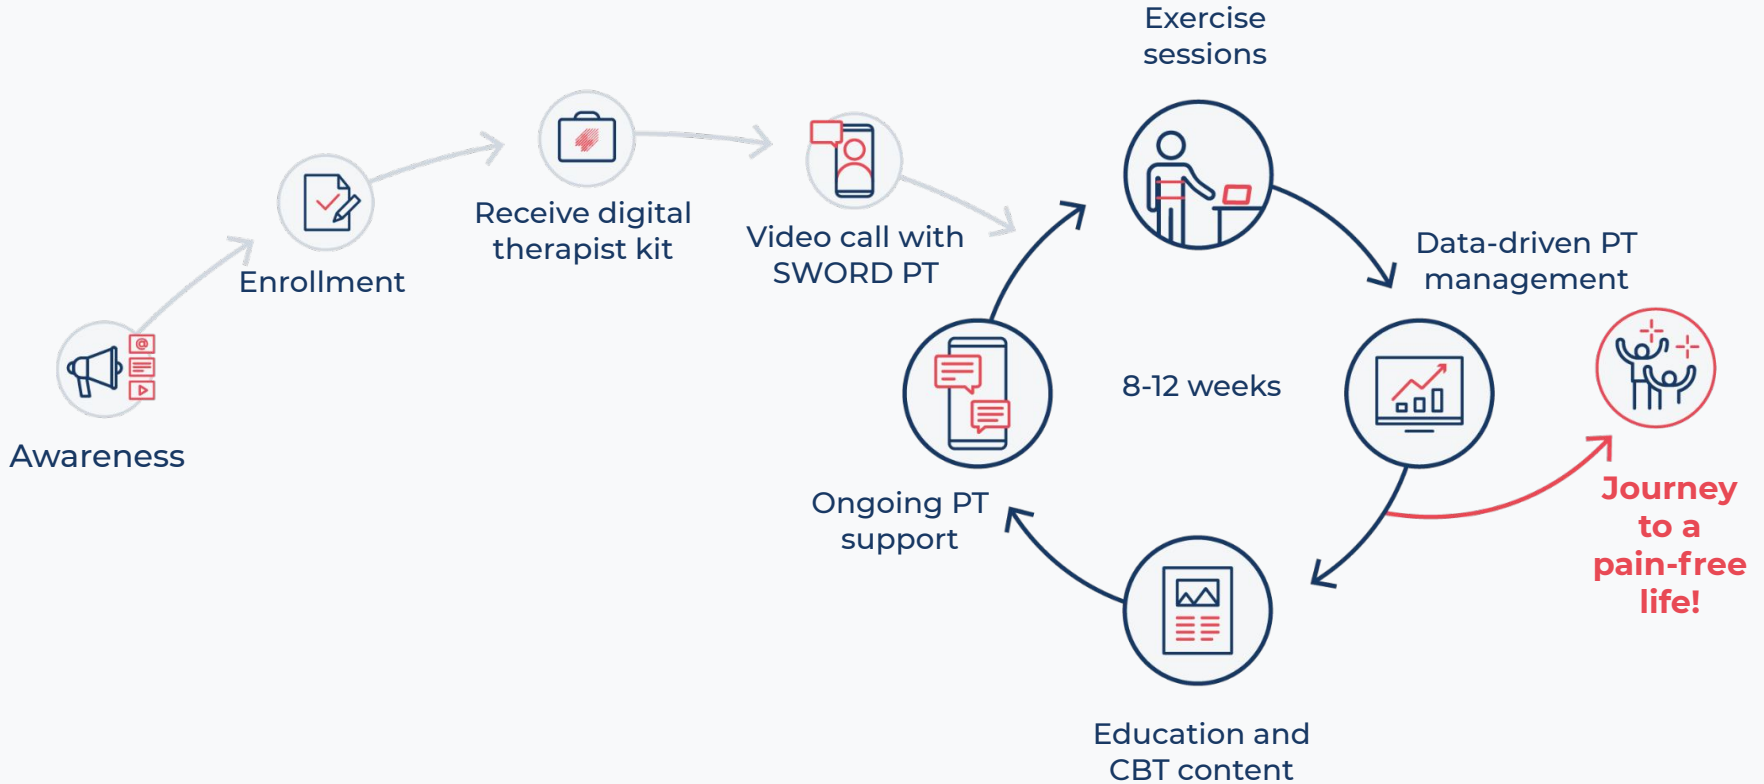 Awareness
Enrollment
Receive digital
therapist kit
Video call with
SWORD PT
Exercise
sessions
Data-driven PT
management
8-12 weeks
Education and
CBT content
Ongoing PT
support
Journey
to a
pain-free
life!
@